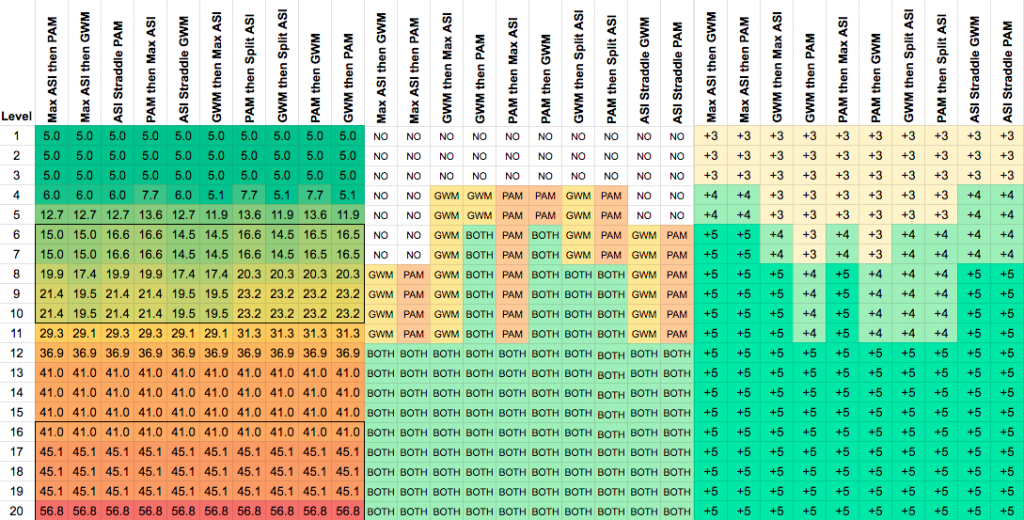 Level Max ASI then PAM Max ASI then GWM ASI Straddle PAM PAM then Max ASI ASI Straddle GWM GWM then Max ASI PAM then Split ASI GWM then Split ASI PAM then GWM GWM then PAM Max ASI then GWM Max ASI then PAM GWM then Max ASI GWM then PAM PAM then Max ASI PAM then GWM GWM then Split ASI PAM then Split ASI ASI Straddle GWM ASI Straddle PAM Max ASI then GWM Max ASI then PAM GWM then Max ASI GWM then PAM PAM then Max ASI PAM then GWM GWM then Split ASI PAM then Split ASI ASI Straddle GWM ASI Straddle PAM
1 5.0 5.0 5.0 5.0 5.0 5.0 5.0 5.0 5.0 5.0 NO NO NO NO NO NO NO NO NO NO +3 +3 +3 +3 +3 +3 +3 +3 +3 +3
2 5.0 5.0 5.0 5.0 5.0 5.0 5.0 5.0 5.0 5.0 NO NO NO NO NO NO NO NO NO NO +3 +3 +3 +3 +3 +3 +3 +3 +3 +3
3 5.0 5.0 5.0 5.0 5.0 5.0 5.0 5.0 5.0 5.0 NO NO NO NO NO NO NO NO NO NO +3 +3 +3 +3 +3 +3 +3 +3 +3 +3
4 6.0 6.0 6.0 7.7 6.0 5.1 7.7 5.1 7.7 5.1 NO NO GWM GWM PAM PAM GWM PAM NO NO +4 +4 +3 +3 +3 +3 +3 +3 +4 +4
5 12.7 12.7 12.7 13.6 12.7 11.9 13.6 11.9 13.6 11.9 NO NO GWM GWM PAM PAM GWM PAM NO NO +4 +4 +3 +3 +3 +3 +3 +3 +4 +4
6 15.0 15.0 16.6 16.6 14.5 14.5 16.6 14.5 16.5 16.5 NO NO GWM BOTH PAM BOTH GWM PAM GWM PAM +5 +5 +4 +3 +4 +3 +4 +4 +4 +4
7 15.0 15.0 16.6 16.6 14.5 14.5 16.6 14.5 16.5 16.5 NO NO GWM BOTH PAM BOTH GWM PAM GWM PAM +5 +5 +4 +3 +4 +3 +4 +4 +4 +4
8 19.9 17.4 19.9 19.9 17.4 17.4 20.3 20.3 20.3 20.3 GWM PAM GWM BOTH PAM BOTH BOTH BOTH GWM PAM +5 +5 +5 +4 +5 +4 +4 +4 +5 +5
9 21.4 19.5 21.4 21.4 19.5 19.5 23.2 23.2 23.2 23.2 GWM PAM GWM BOTH PAM BOTH BOTH BOTH GWM PAM +5 +5 +5 +4 +5 +4 +4 +4 +5 +5
10 21.4 19.5 21.4 21.4 19.5 19.5 23.2 23.2 23.2 23.2 GWM PAM GWM BOTH PAM BOTH BOTH BOTH GWM PAM +5 +5 +5 +4 +5 +4 +4 +4 +5 +5
11 29.3 29.1 29.3 29.3 29.1 29.1 31.3 31.3 31.3 31.3 GWM PAM GWM BOTH PAM BOTH BOTH BOTH GWM PAM +5 +5 +5 +4 +5 +4 +4 +4 +5 +5
12 36.9 36.9 36.9 36.9 36.9 36.9 36.9 36.9 36.9 36.9 BOTH BOTH BOTH BOTH BOTH BOTH BOTH BOTH BOTH BOTH +5 +5 +5 +5 +5 +5 +5 +5 +5 +5
13 41.0 41.0 41.0 41.0 41.0 41.0 41.0 41.0 41.0 41.0 BOTH BOTH BOTH BOTH BOTH BOTH BOTH BOTH BOTH BOTH +5 +5 +5 +5 +5 +5 +5 +5 +5 +5
14 41.0 41.0 41.0 41.0 41.0 41.0 41.0 41.0 41.0 41.0 BOTH BOTH BOTH BOTH BOTH BOTH BOTH BOTH BOTH BOTH +5 +5 +5 +5 +5 +5 +5 +5 +5 +5
15 41.0 41.0 41.0 41.0 41.0 41.0 41.0 41.0 41.0 41.0 BOTH BOTH BOTH BOTH BOTH BOTH BOTH BOTH BOTH BOTH +5 +5 +5 +5 +5 +5 +5 +5 +5 +5
16 41.0 41.0 41.0 41.0 41.0 41.0 41.0 41.0 41.0 41.0 BOTH BOTH BOTH BOTH BOTH BOTH BOTH BOTH BOTH BOTH +5 +5 +5 +5 +5 +5 +5 +5 +5 +5
17 45.1 45.1 45.1 45.1 45.1 45.1 45.1 45.1 45.1 45.1 BOTH BOTH BOTH BOTH BOTH BOTH BOTH BOTH BOTH BOTH +5 +5 +5 +5 +5 +5 +5 +5 +5 +5
18 45.1 45.1 45.1 45.1 45.1 45.1 45.1 45.1 45.1 45.1 BOTH BOTH BOTH BOTH BOTH BOTH BOTH BOTH BOTH BOTH +5 +5 +5 +5 +5 +5 +5 +5 +5 +5
19 45.1 45.1 45.1 45.1 45.1 45.1 45.1 45.1 45.1 45.1 BOTH BOTH BOTH BOTH BOTH BOTH BOTH BOTH BOTH BOTH +5 +5 +5 +5 +5 +5 +5 +5 +5 +5
20 56.8 56.8 56.8 56.8 56.8 56.8 56.8 56.8 56.8 56.8 BOTH BOTH BOTH BOTH BOTH BOTH BOTH BOTH BOTH BOTH +5 +5 +5 +5 +5 +5 +5 +5 +5 +5